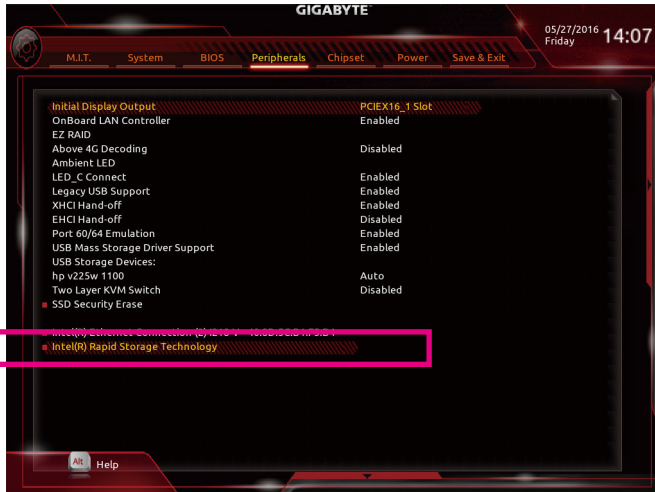 GIGABYTE™
05/27/2016 Friday 14:07
M.I.T. System BIOS Peripherals Chipset Power Save & Exit
Initial Display Output PCIEX16_1 Slot
OnBoard LAN Controller Enabled
EZ RAID
Above 4G Decoding Disabled
Ambient LED
LED_C Connect Enabled
Legacy USB Support Enabled
XHCI Hand-off Enabled
EHCI Hand-off Disabled
Port 60/64 Emulation Enabled
USB Mass Storage Driver Support Enabled
USB Storage Devices:
hp v225w 1100 Auto
Two Layer KVM Switch Disabled
SSD Security Erase
Intel(R) Ethernet Connection
Intel(R) Rapid Storage Technology
Alt Help